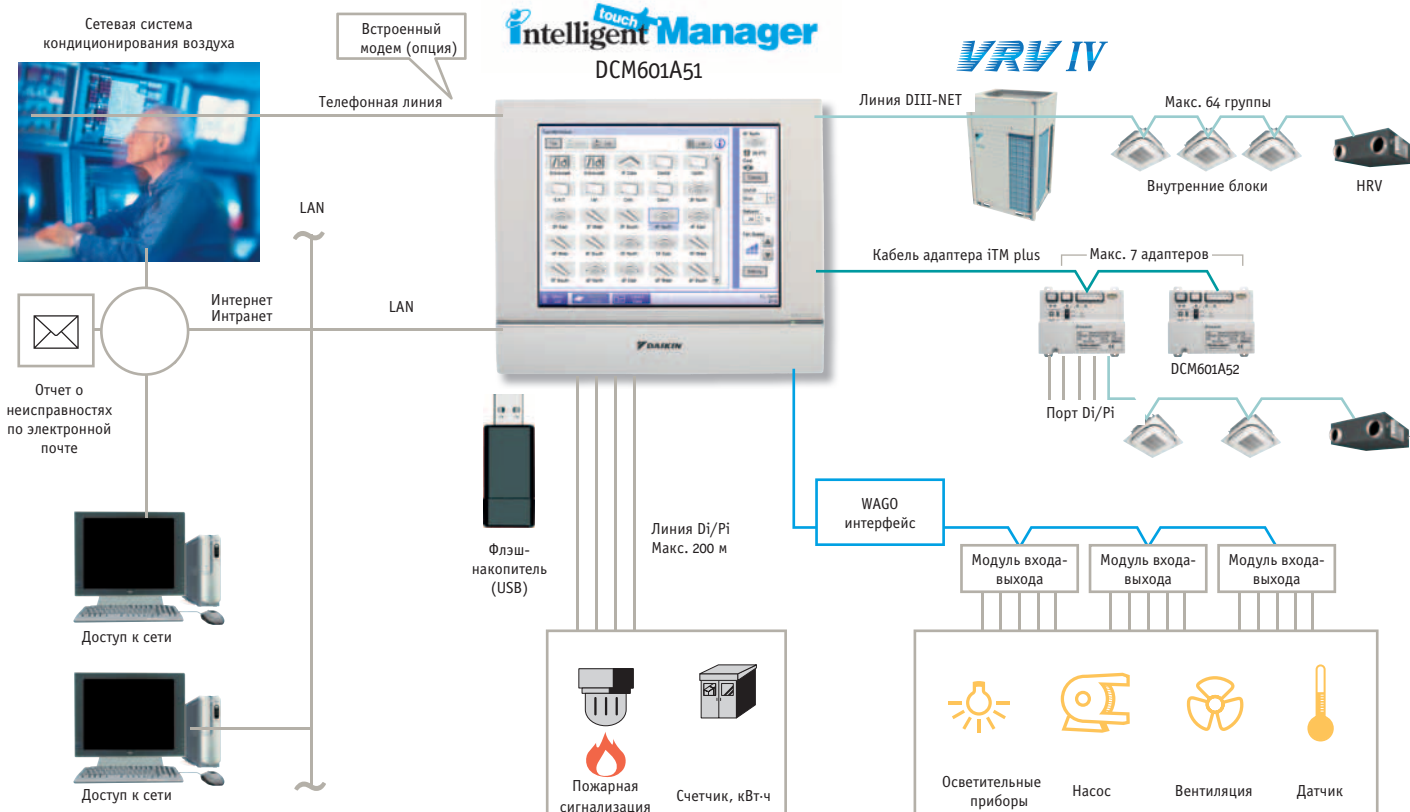 Сетевая система
кондиционирования воздуха
Встроенный
модем (опция)
intelligent touch Manager
DCM601A51
VRV IV
Телефонная линия
Линия DIII-NET
Макс. 64 группы
Внутренние блоки
HRV
LAN
Кабель адаптера iTM plus
Макс. 7 адаптеров
Интернет
Интранет
LAN
DAIKIN
DCM601A52
Порт Di/Pi
Отчет о
неисправностях
по электронной
почте
WAGO
интерфейс
Линия Di/Pi
Макс. 200 м
Флэш-
накопитель
(USB)
Модуль входа-
выхода
Модуль входа-
выхода
Модуль входа-
выхода
Доступ к сети
Доступ к сети
Пожарная
сигнализация
Счетчик, кВт·ч
Осветительные
приборы
Насос
Вентиляция
Датчик